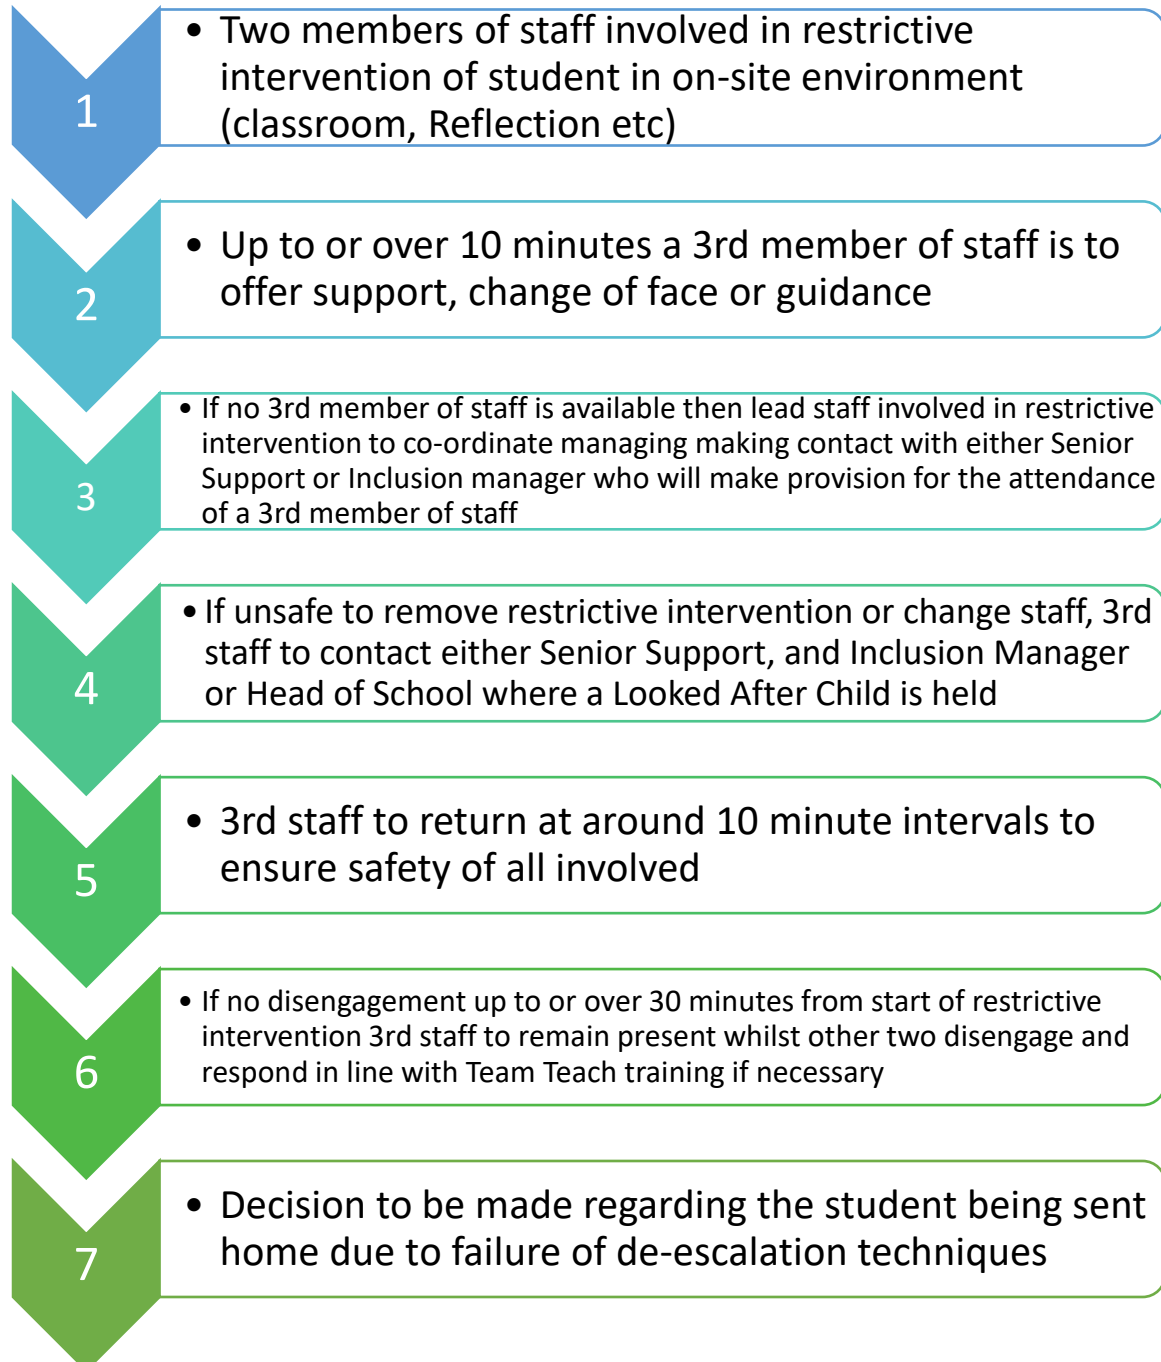 1
• Two members of staff involved in restrictive
intervention of student in on-site environment
(classroom, Reflection etc)
2
• Up to or over 10 minutes a 3rd member of staff is to
offer support, change of face or guidance
3
• If no 3rd member of staff is available then lead staff involved in restrictive
intervention to co-ordinate managing making contact with either Senior
Support or Inclusion manager who will make provision for the attendance
of a 3rd member of staff
4
• If unsafe to remove restrictive intervention or change staff, 3rd
staff to contact either Senior Support, and Inclusion Manager
or Head of School where a Looked After Child is held
5
• 3rd staff to return at around 10 minute intervals to
ensure safety of all involved
6
• If no disengagement up to or over 30 minutes from start of restrictive
intervention 3rd staff to remain present whilst other two disengage and
respond in line with Team Teach training if necessary
7
• Decision to be made regarding the student being sent
home due to failure of de-escalation techniques